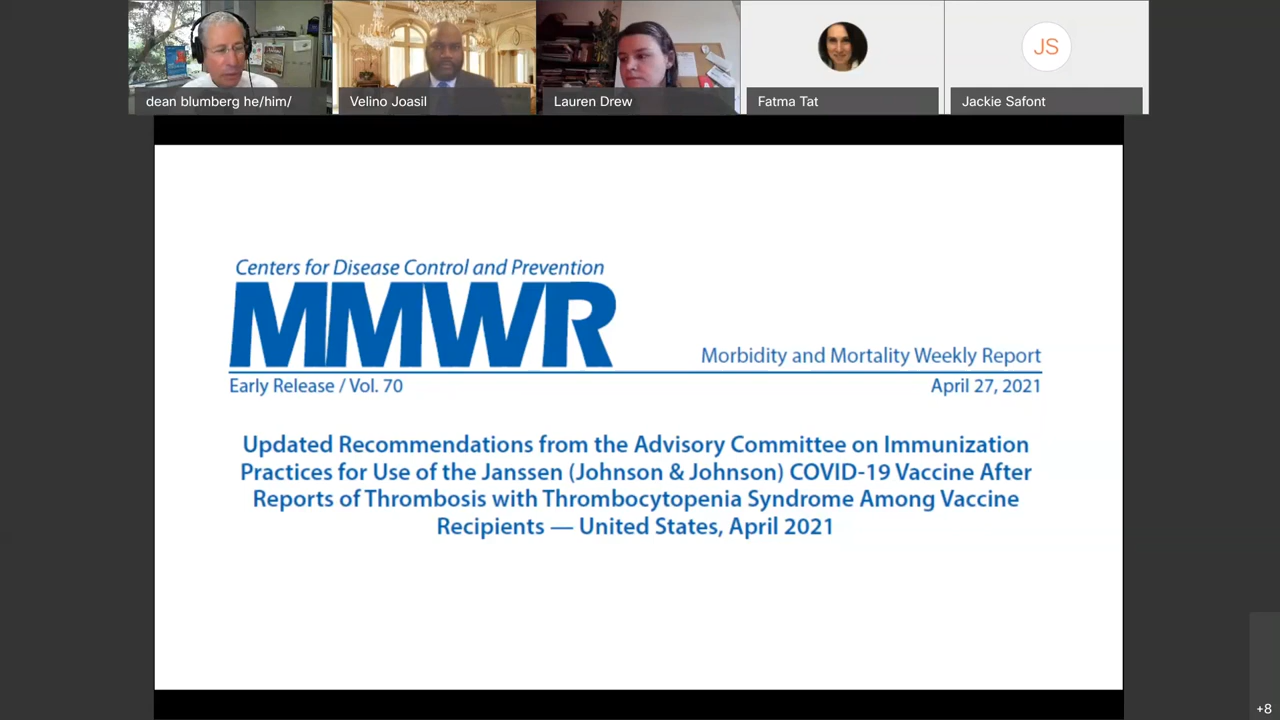 dean blumberg he/him/
Velino Joasil
Lauren Drew
Fatma Tat
JS
Jackie Safont
Centers for Disease Control and Prevention
MMWR
Morbidity and Mortality Weekly Report
Early Release / Vol. 70
April 27, 2021
Updated Recommendations from the Advisory Committee on Immunization
Practices for Use of the Janssen (Johnson & Johnson) COVID-19 Vaccine After
Reports of Thrombosis with Thrombocytopenia Syndrome Among Vaccine
Recipients — United States, April 2021
+8